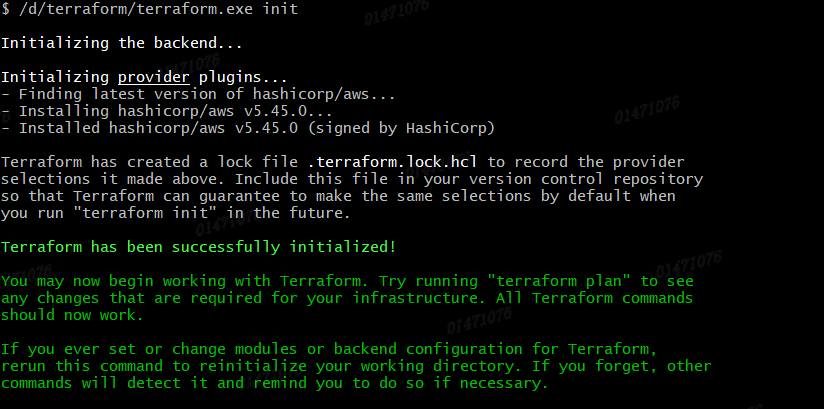 $ /d/terraform/terraform.exe init
Initializing the backend...
Initializing provider plugins...
- Finding latest version of hashicorp/aws...
- Installing hashicorp/aws v5.45.0...
- Installed hashicorp/aws v5.45.0 (signed by HashiCorp)
Terraform has created a lock file .terraform.lock.hcl to record the provider
selections it made above. Include this file in your version control repository
so that Terraform can guarantee to make the same selections by default when
you run "terraform init" in the future.
Terraform has been successfully initialized!
You may now begin working with Terraform. Try running "terraform plan" to see
any changes that are required for your infrastructure. All Terraform commands
should now work.
If you ever set or change modules or backend configuration for Terraform,
rerun this command to reinitialize your working directory. If you forget, other
commands will detect it and remind you to do so if necessary.
01471076
01471076
01471076
01471076